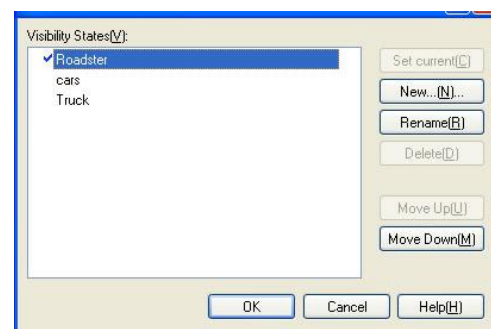 Visibility States(V):
Roadster
cars
Truck
Set current(C)
New...(N)...
Rename(R)
Delete(D)
Move Up(U)
Move Down(M)
OK
Cancel
Help(H)